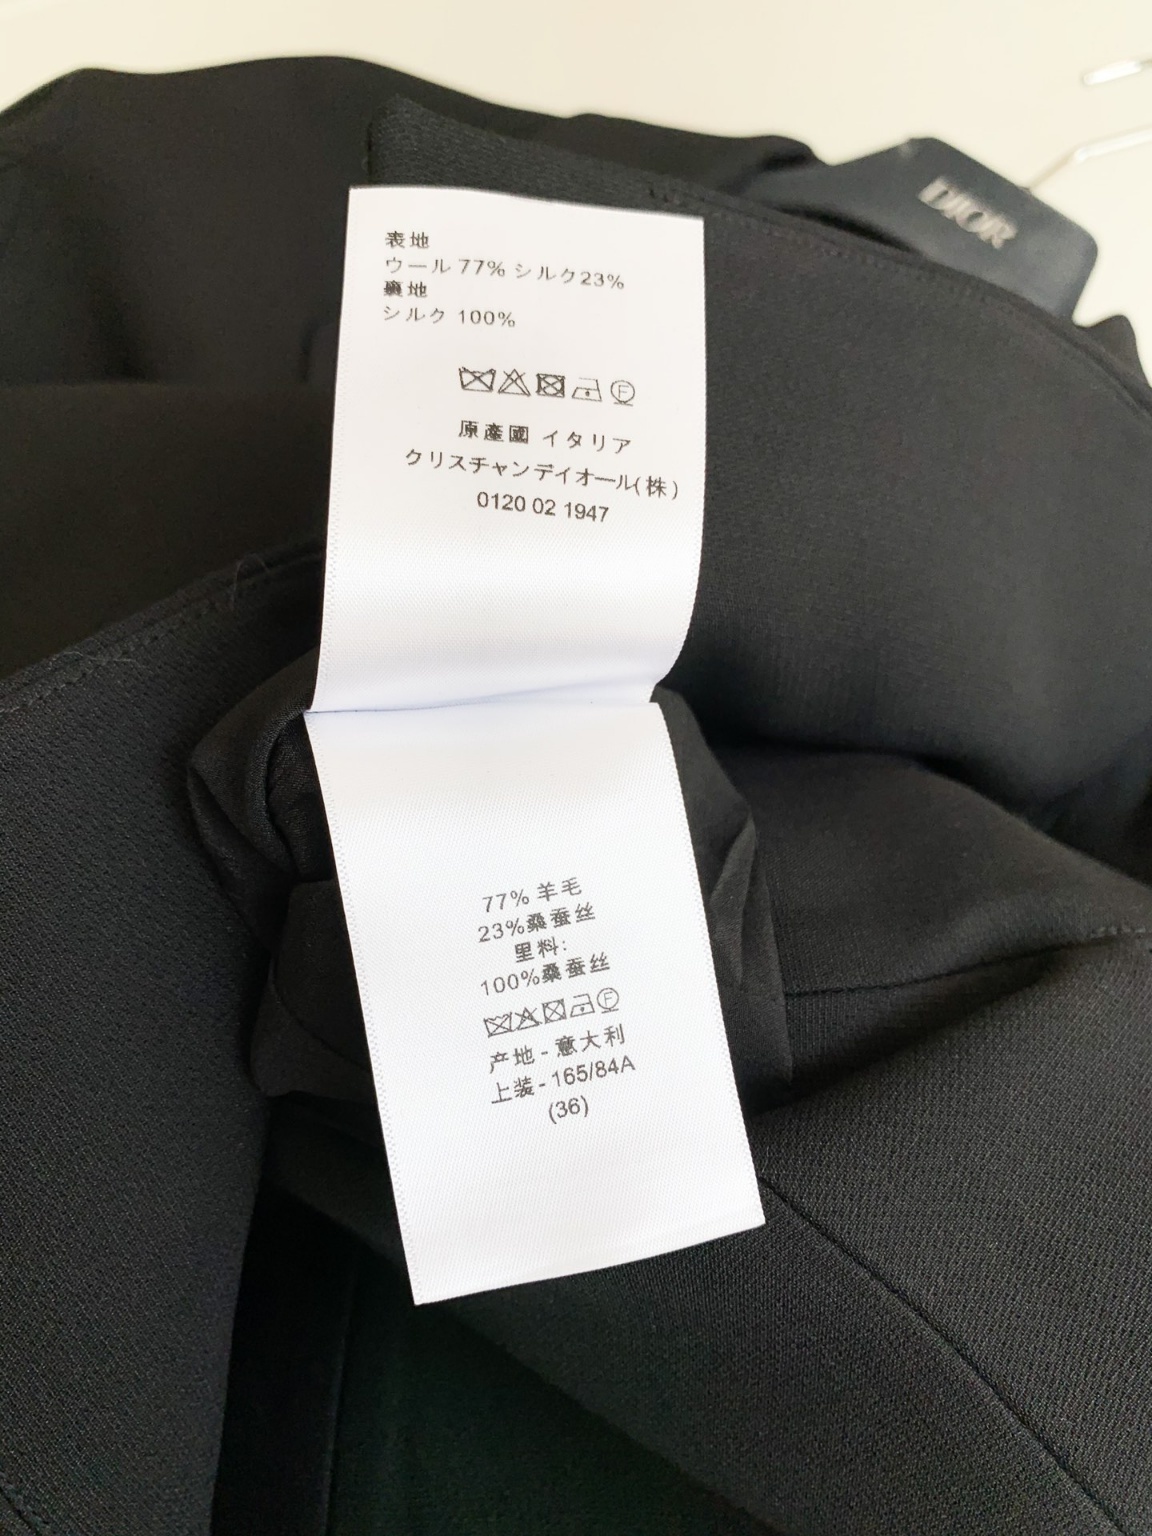 DIOR
表地
ウール 77% シルク23%
裏地
シルク 100%
F
原產國 イタリア
クリスチャンディオール(株)
0120 02 1947
77% 羊毛
23%桑蚕丝
里料:
100%桑蚕丝
F
产地 - 意大利
上装 - 165/84A
(36)